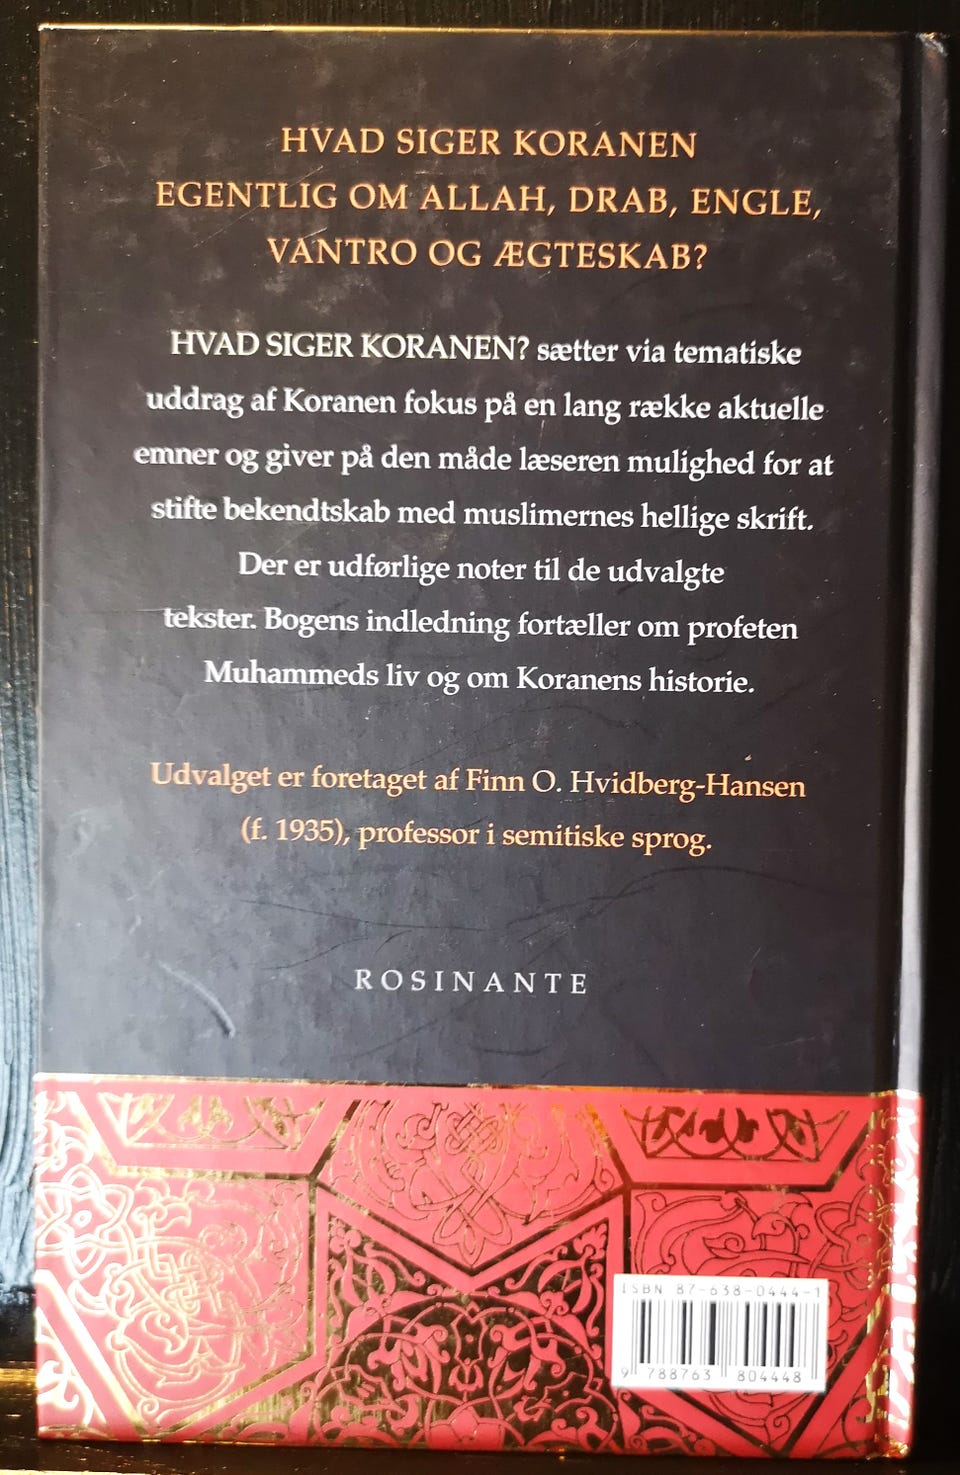 HVAD SIGER KORANEN
EGENTLIG OM ALLAH, DRAB, ENGLE,
VANTRO OG ÆGTESKAB?
HVAD SIGER KORANEN? sætter via tematiske
uddrag af Koranen fokus på en lang række aktuelle
emner og giver på den måde læseren mulighed for at
stifte bekendtskab med muslimernes hellige skrift.
Der er udførlige noter til de udvalgte
tekster. Bogens indledning fortæller om profeten
Muhammeds liv og om Koranens historie.
Udvalget er foretaget af Finn O. Hvidberg-Hansen
(f. 1935), professor i semitiske sprog.
ROSINANTE
ISBN 87-638-0444-1
9 788763 804448